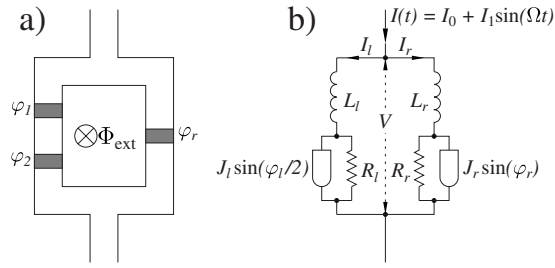 a)
φ₁
φ₂
Φext
φr
b)
I(t) = I₀ + I₁sin(Ωt)
Iₗ Iᵣ
Lₗ Lᵣ
V
Jₗ sin(φₗ/2) Rₗ Rᵣ Jᵣ sin(φᵣ)